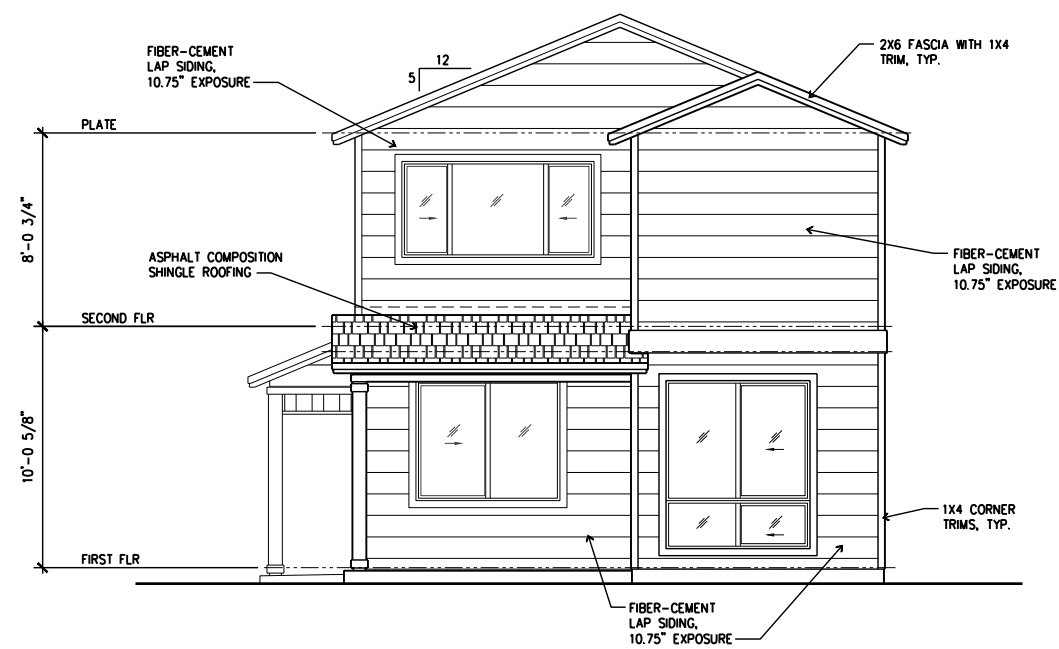 FIBER-CEMENT
LAP SIDING,
10.75" EXPOSURE
12
5
2X6 FASCIA WITH 1X4
TRIM, TYP.
PLATE
8'-0 3/4"
ASPHALT COMPOSITION
SHINGLE ROOFING
FIBER-CEMENT
LAP SIDING,
10.75" EXPOSURE
SECOND FLR
10'-0 5/8"
1X4 CORNER
TRIMS, TYP.
FIRST FLR
FIBER-CEMENT
LAP SIDING,
10.75" EXPOSURE